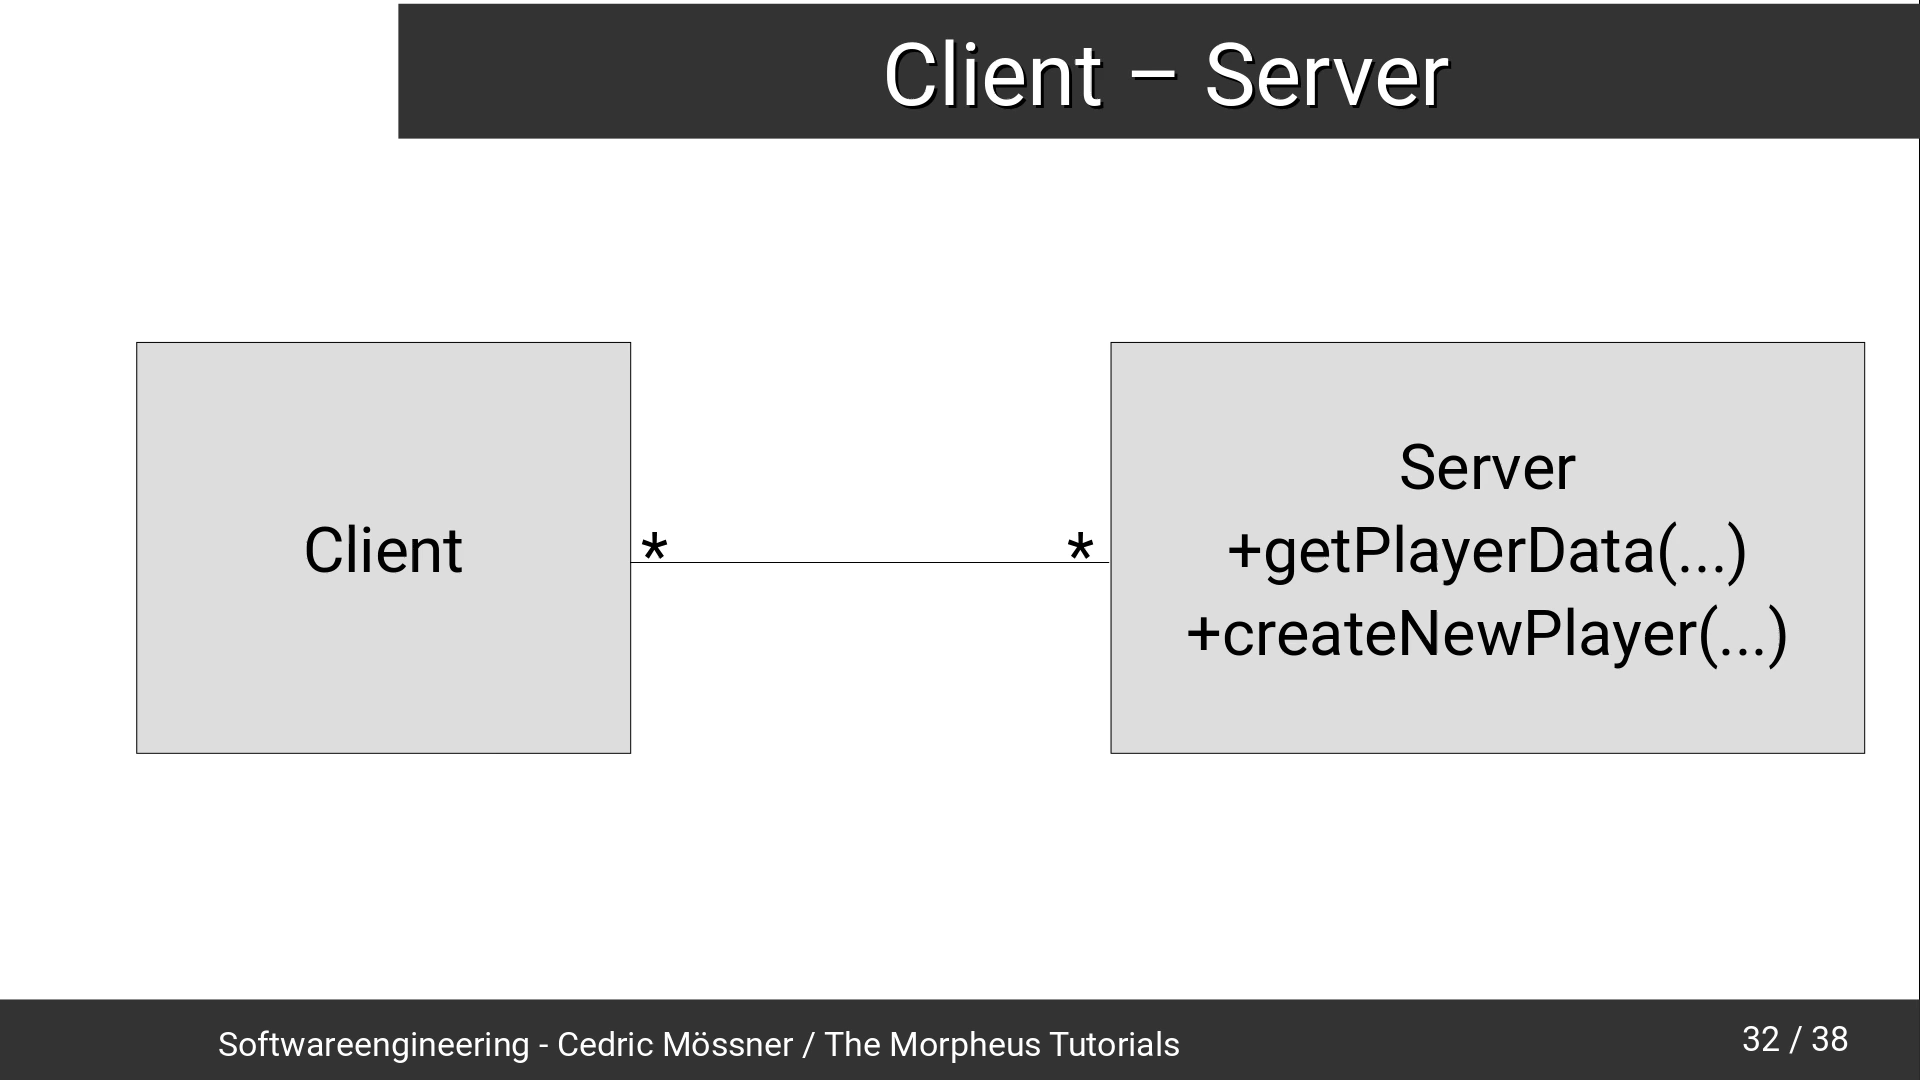 Client – Server
Client
*
*
Server
+getPlayerData(...)
+createNewPlayer(...)
Softwareengineering - Cedric Mössner / The Morpheus Tutorials
32 / 38